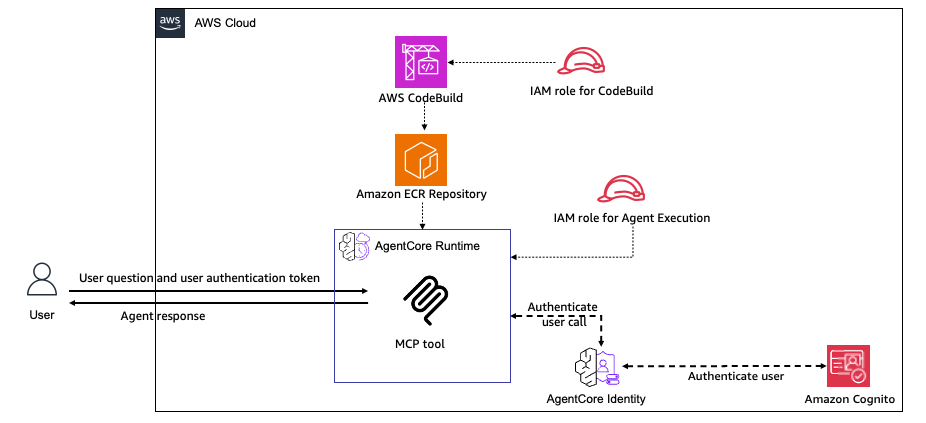 aws
AWS Cloud
AWS CodeBuild
IAM role for CodeBuild
Amazon ECR Repository
IAM role for Agent Execution
AgentCore Runtime
User question and user authentication token
User
Agent response
MCP tool
Authenticate
user call
Authenticate user
AgentCore Identity
Amazon Cognito